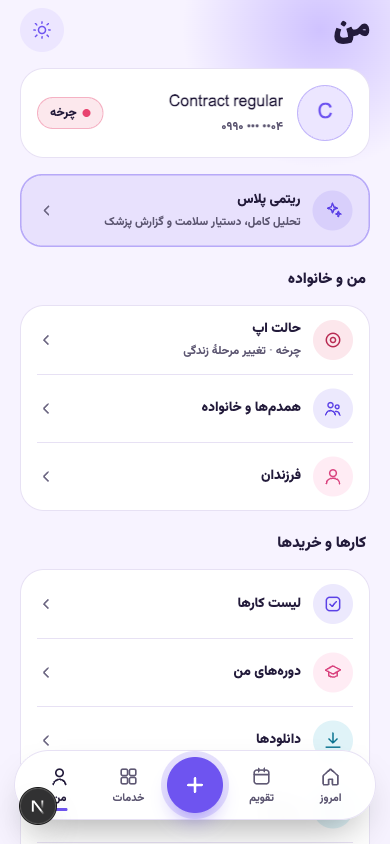 من
Contract regular
۰۹۹۰ ••• ••۰۴
چرخه
C
ریتمی پلاس
تحلیل کامل، دستیار سلامت و گزارش پزشک
من و خانواده
حالت اپ
چرخه · تغییر مرحلهٔ زندگی
همدم‌ها و خانواده
فرزندان
کارها و خریدها
لیست کارها
دوره‌های من
دانلودها
امروز
تقویم
خدمات
من
N